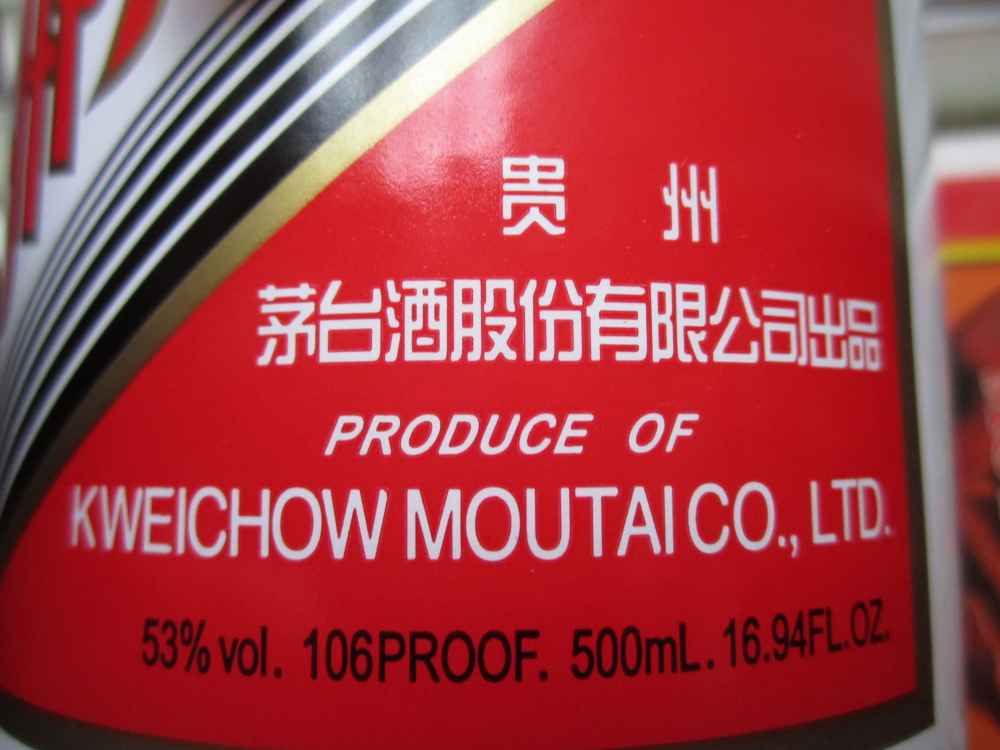 贵 州
茅台酒股份有限公司出品
PRODUCE OF
KWEICHOW MOUTAI CO., LTD.
53% vol. 106PROOF. 500mL. 16.94FL.OZ.